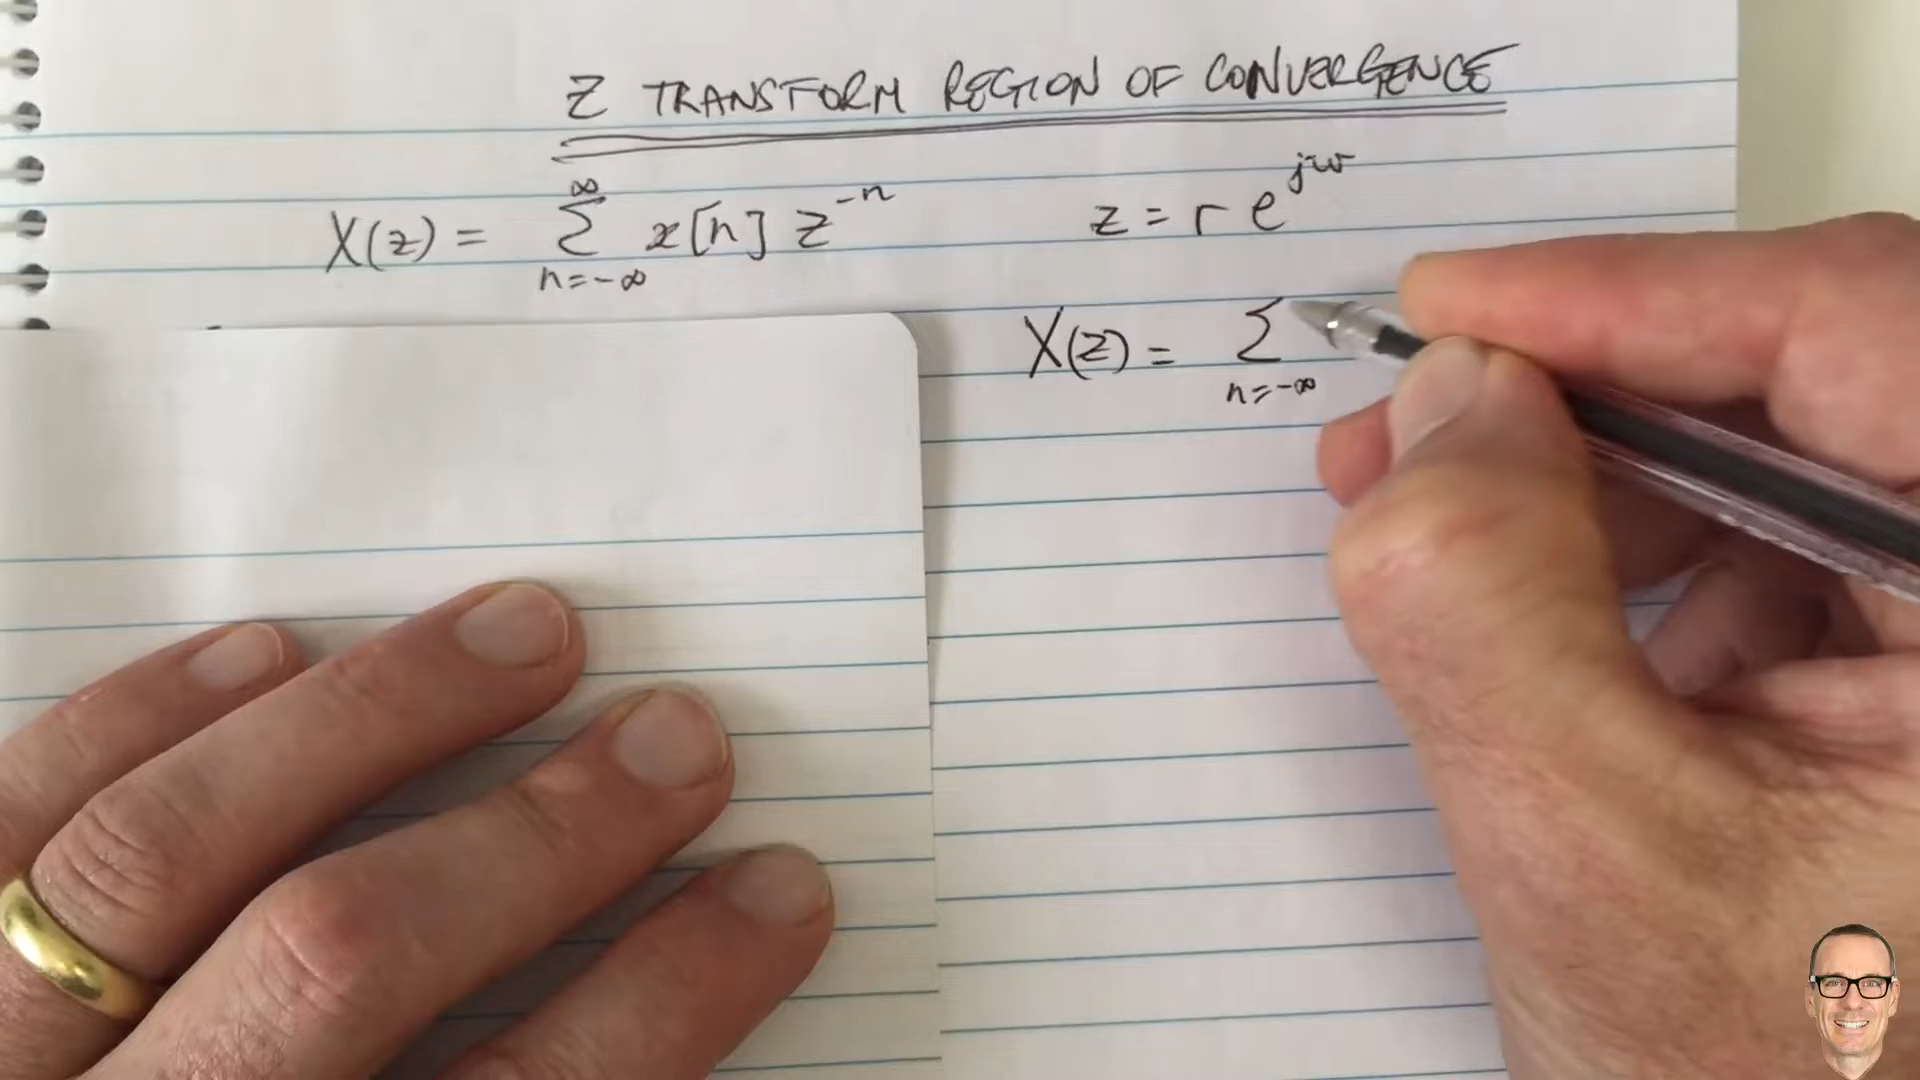 Z TRANSFORM REGION OF CONVERGENCE
X(z) = ∞ Σ n=-∞ x[n] z^-n
z = r e^jω
X(z) = Σ n=-∞